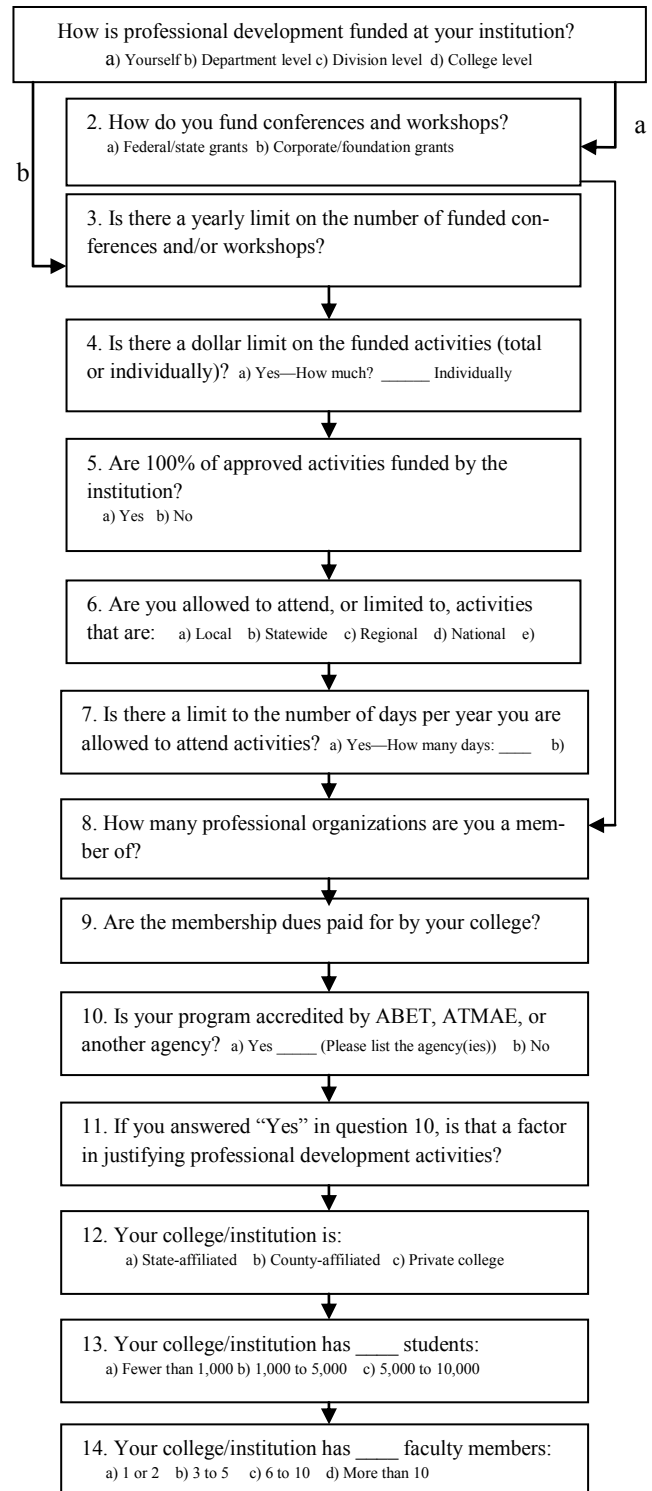 How is professional development funded at your institution?
a) Yourself b) Department level c) Division level d) College level
a
2. How do you fund conferences and workshops?
a) Federal/state grants b) Corporate/foundation grants
b
3. Is there a yearly limit on the number of funded con-
ferences and/or workshops?
4. Is there a dollar limit on the funded activities (total
or individually)? a) Yes—How much? ______ Individually
5. Are 100% of approved activities funded by the
institution?
a) Yes b) No
6. Are you allowed to attend, or limited to, activities
that are: a) Local b) Statewide c) Regional d) National e)
7. Is there a limit to the number of days per year you are
allowed to attend activities? a) Yes—How many days: ____ b)
8. How many professional organizations are you a mem-
ber of?
9. Are the membership dues paid for by your college?
10. Is your program accredited by ABET, ATMAE, or
another agency? a) Yes _____ (Please list the agency(ies)) b) No
11. If you answered “Yes” in question 10, is that a factor
in justifying professional development activities?
12. Your college/institution is:
a) State-affiliated b) County-affiliated c) Private college
13. Your college/institution has ____ students:
a) Fewer than 1,000 b) 1,000 to 5,000 c) 5,000 to 10,000
14. Your college/institution has ____ faculty members:
a) 1 or 2 b) 3 to 5 c) 6 to 10 d) More than 10